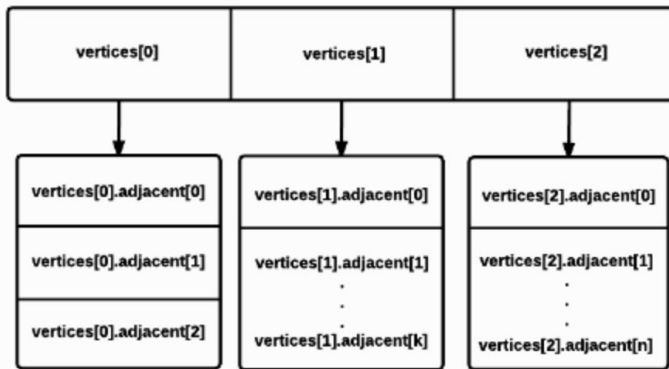 vertices[0]
vertices[1]
vertices[2]
vertices[0].adjacent[0]
vertices[0].adjacent[1]
vertices[0].adjacent[2]
vertices[1].adjacent[0]
vertices[1].adjacent[1]
.
.
.
vertices[1].adjacent[k]
vertices[2].adjacent[0]
vertices[2].adjacent[1]
.
.
.
vertices[2].adjacent[n]